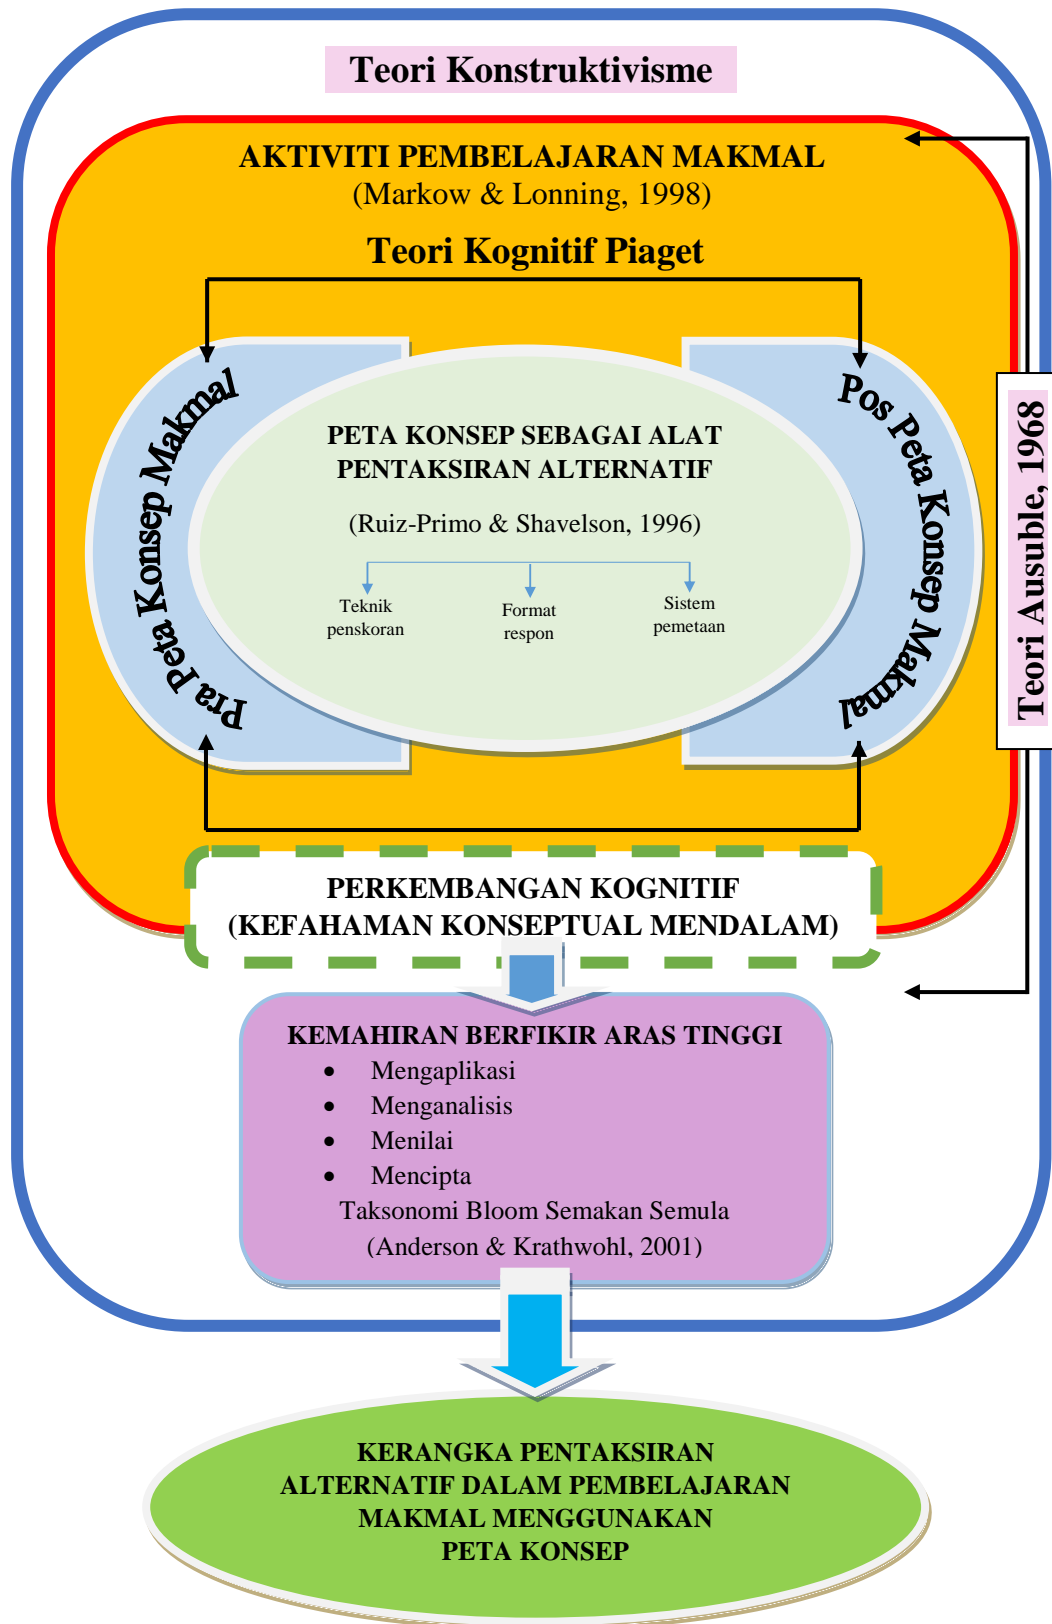 Teori Konstruktivisme
AKTIVITI PEMBELAJARAN MAKMAL
(Markow & Lonning, 1998)
Teori Kognitif Piaget
Pra Peta Konsep Makmal
PETA KONSEP SEBAGAI ALAT
PENTAKSIRAN ALTERNATIF
(Ruiz-Primo & Shavelson, 1996)
Teknik
penskoran
Format
respon
Sistem
pemetaan
Pos Peta Konsep Makmal
Teori Ausuble, 1968
PERKEMBANGAN KOGNITIF
(KEFAHAMAN KONSEPTUAL MENDALAM)
KEMAHIRAN BERFIKIR ARAS TINGGI
• Mengaplikasi
• Menganalisis
• Menilai
• Mencipta
Taksonomi Bloom Semakan Semula
(Anderson & Krathwohl, 2001)
KERANGKA PENTAKSIRAN
ALTERNATIF DALAM PEMBELAJARAN
MAKMAL MENGGUNAKAN
PETA KONSEP